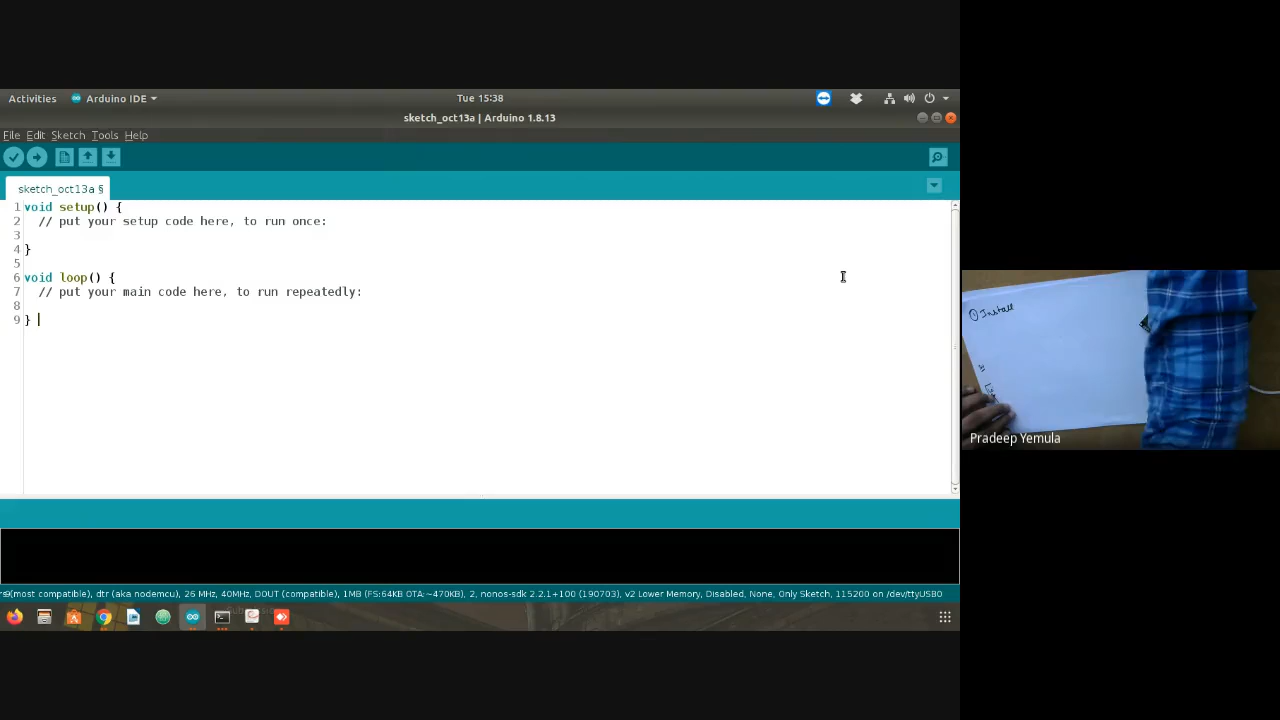 Activities Arduino IDE Tue 15:38
sketch_oct13a | Arduino 1.8.13
File Edit Sketch Tools Help
sketch_oct13a §
1 void setup() {
2 // put your setup code here, to run once:
3
4 }
5
6 void loop() {
7 // put your main code here, to run repeatedly:
8
9 }
① Install
Pradeep Yemula
rs9(most compatible), dtr (aka nodemcu), 26 MHz, 40MHz, DOUT (compatible), 1MB (FS:64KB OTA:~470KB), 2, nonos-sdk 2.2.1+100 (190703), v2 Lower Memory, Disabled, None, Only Sketch, 115200 on /dev/ttyUSB0